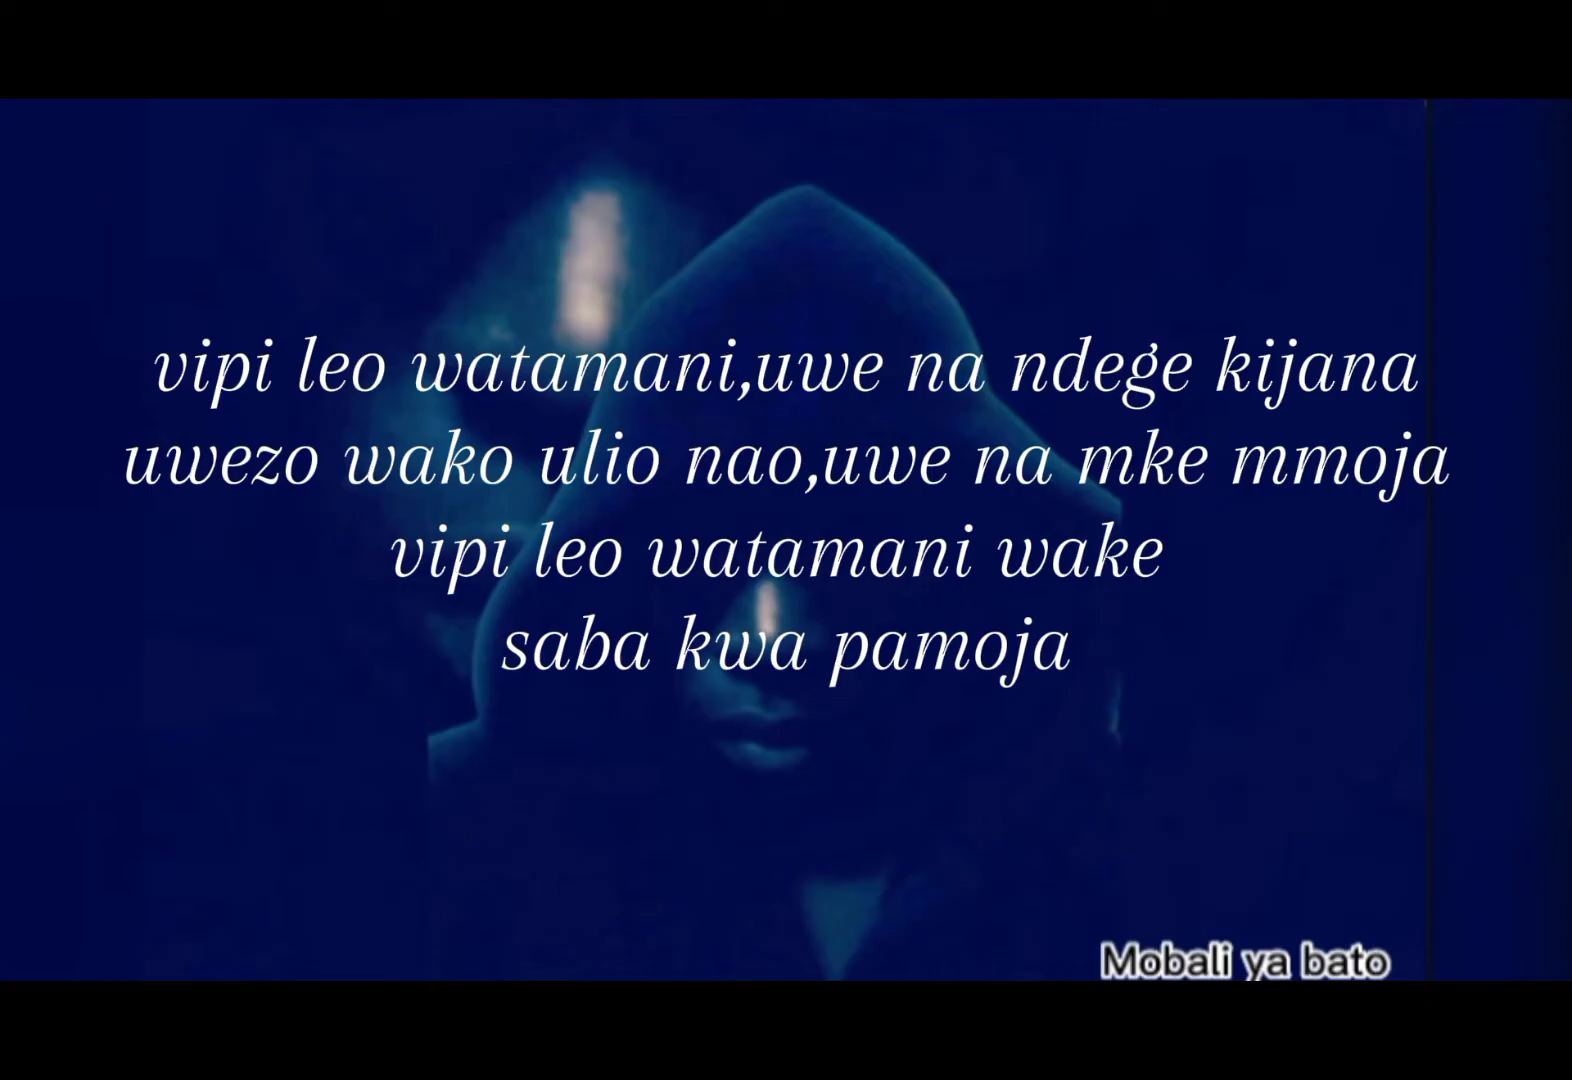 vipi leo watamani,uwe na ndege kijana
uwezo wako ulio nao,uwe na mke mmoja
vipi leo watamani wake
saba kwa pamoja
Mobali ya bato